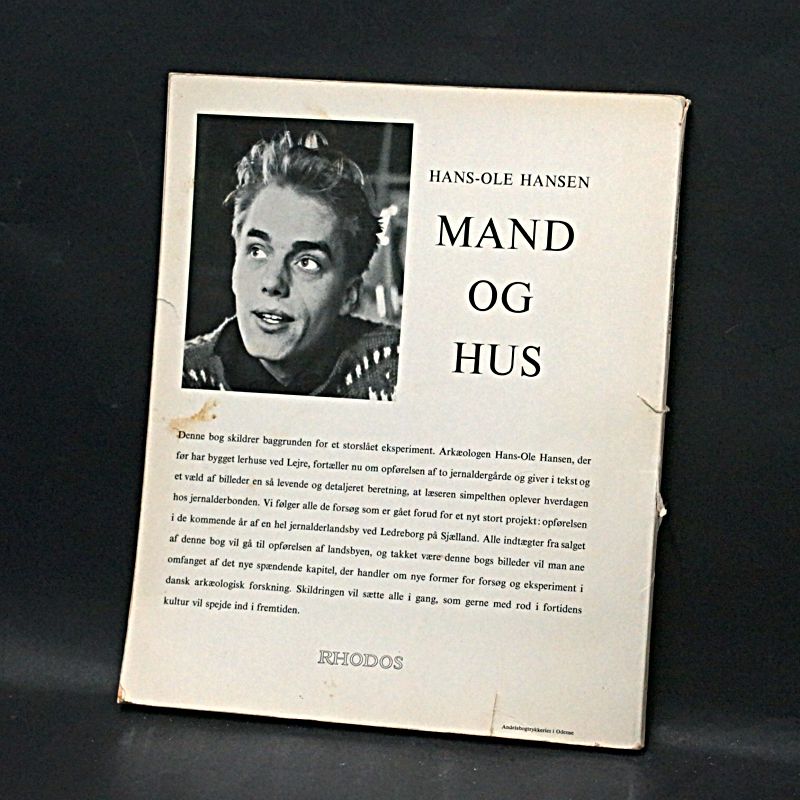 HANS-OLE HANSEN
MAND
OG
HUS
Denne bog skildrer baggrunden for et storslået eksperiment. Arkæologen Hans-Ole Hansen, der
før har bygget lerhuse ved Lejre, fortæller nu om opførelsen af to jernaldergårde og giver i tekst og
et væld af billeder en så levende og detaljeret beretning, at læseren simpelthen oplever hverdagen
hos jernalderbonden. Vi følger alle de forsøg som er gået forud for et nyt stort projekt: opførelsen
i de kommende år af en hel jernalderlandsby ved Ledreborg på Sjælland. Alle indtægter fra salget
af denne bog vil gå til opførelsen af landsbyen, og takket være denne bogs billeder vil man ane
omfanget af det nye spændende kapitel, der handler om nye former for forsøg og eksperiment i
dansk arkæologisk forskning. Skildringen vil sætte alle i gang, som gerne med rod i fortidens
kultur vil spejde ind i fremtiden.
RHODOS
Andelsbogtrykkeriet i Odense